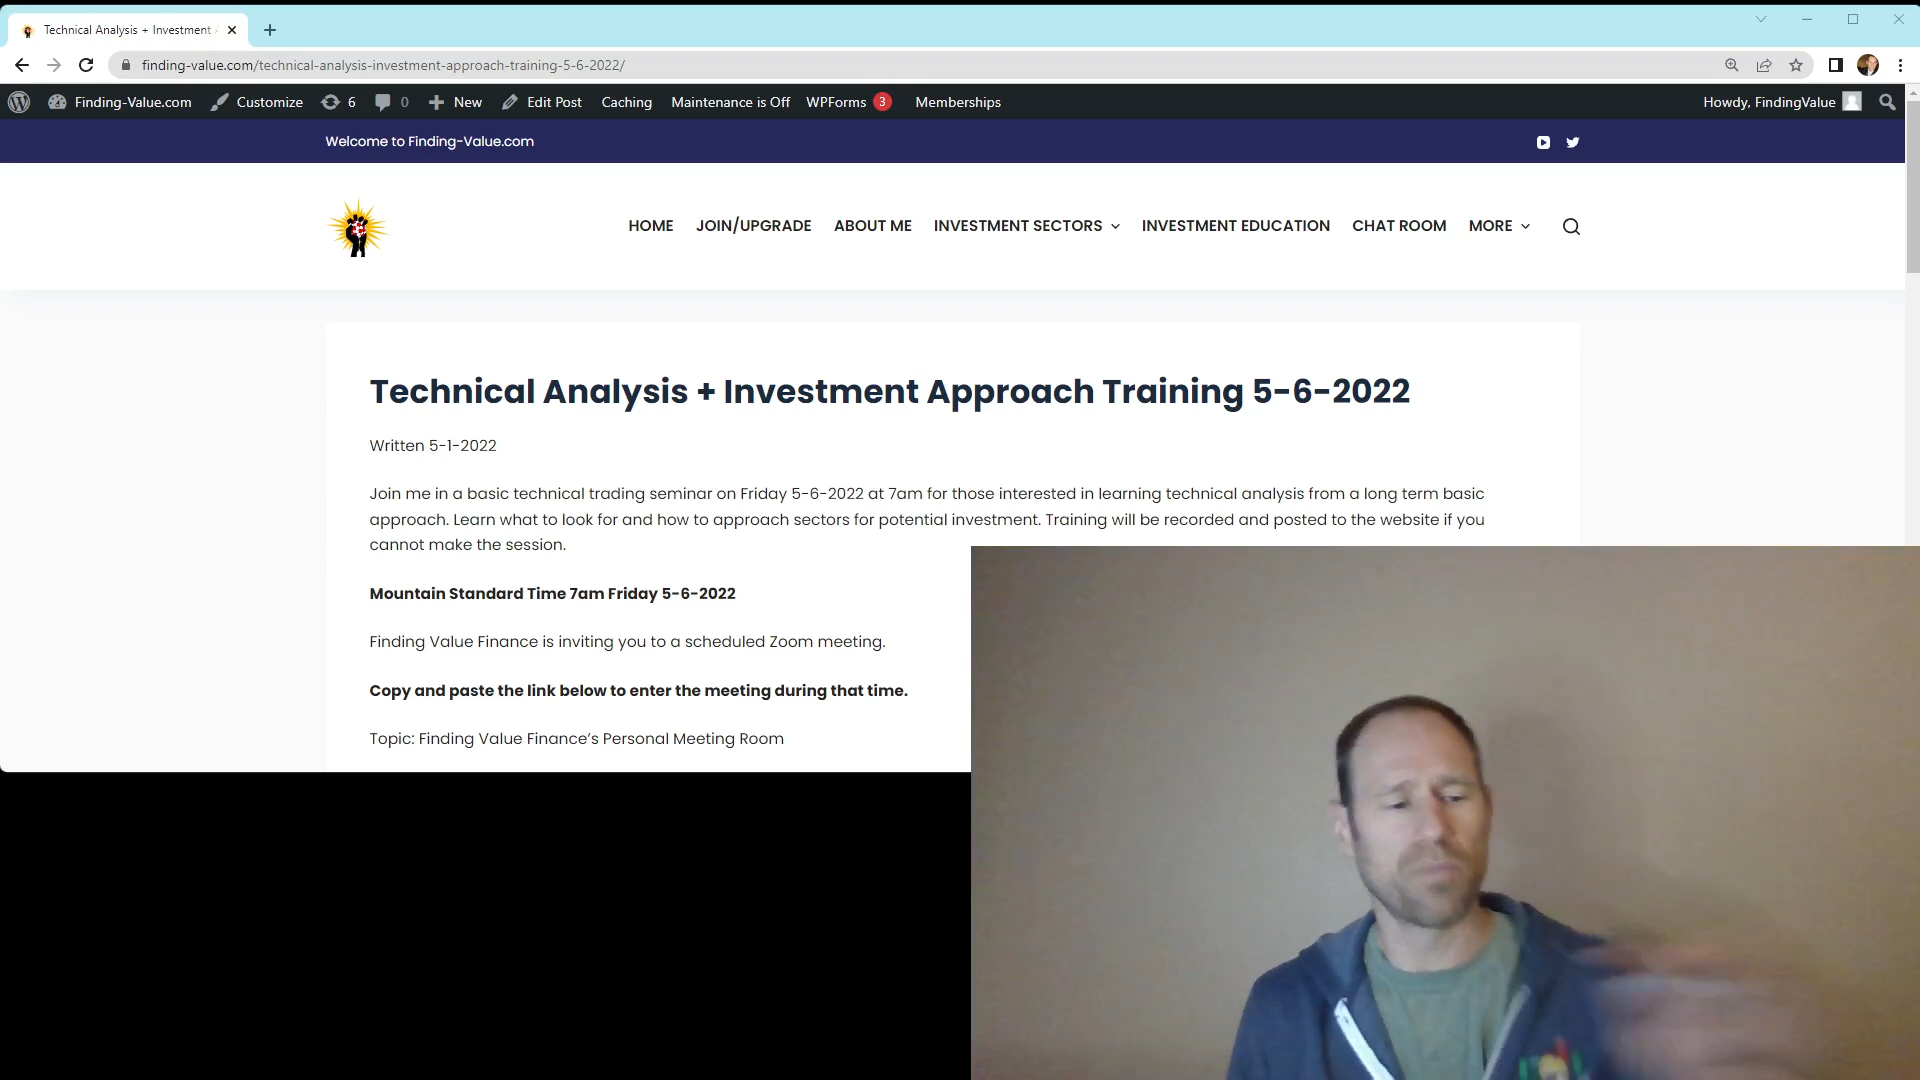 Technical Analysis + Investment
finding-value.com/technical-analysis-investment-approach-training-5-6-2022/
Finding-Value.com Customize 6 0 New Edit Post Caching Maintenance is Off WPForms 3 Memberships Howdy, FindingValue
Welcome to Finding-Value.com
HOME JOIN/UPGRADE ABOUT ME INVESTMENT SECTORS INVESTMENT EDUCATION CHAT ROOM MORE
Technical Analysis + Investment Approach Training 5-6-2022
Written 5-1-2022
Join me in a basic technical trading seminar on Friday 5-6-2022 at 7am for those interested in learning technical analysis from a long term basic
approach. Learn what to look for and how to approach sectors for potential investment. Training will be recorded and posted to the website if you
cannot make the session.
Mountain Standard Time 7am Friday 5-6-2022
Finding Value Finance is inviting you to a scheduled Zoom meeting.
Copy and paste the link below to enter the meeting during that time.
Topic: Finding Value Finance’s Personal Meeting Room